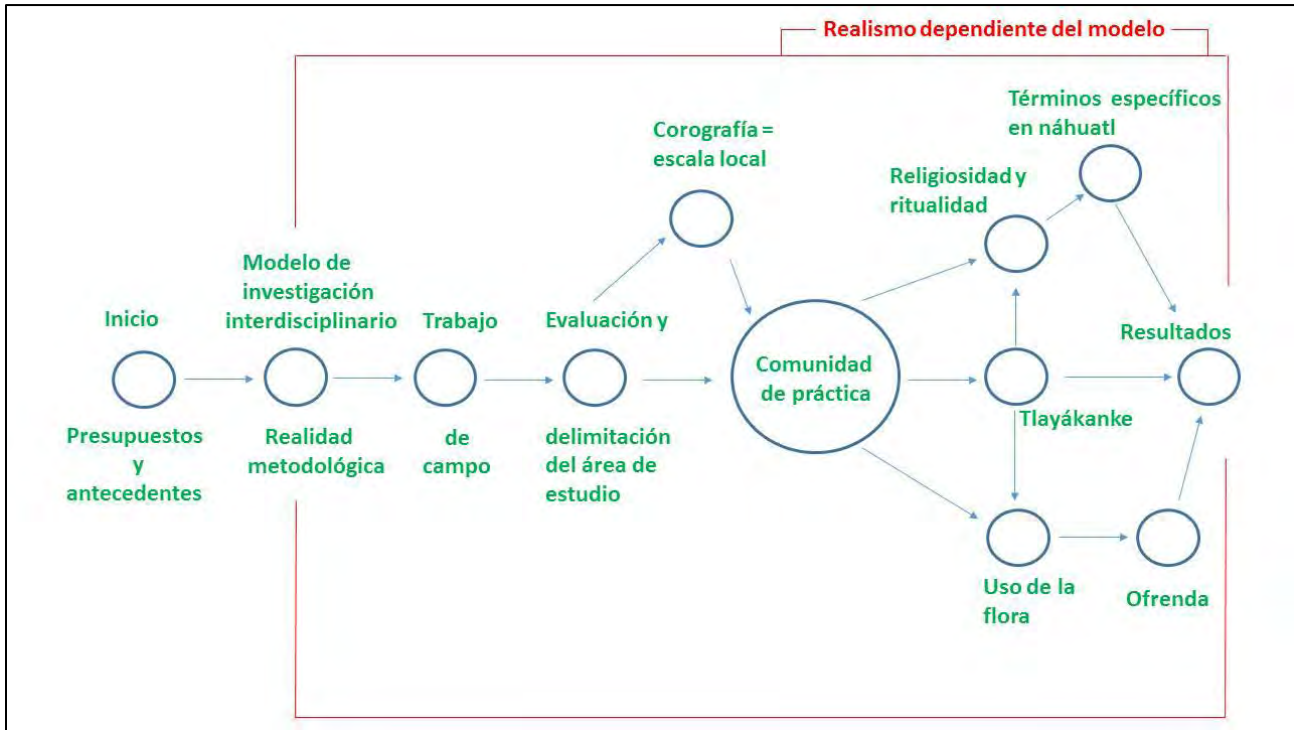 Realismo dependiente del modelo
Términos específicos
en náhuatl
Corografía =
escala local
Religiosidad y
ritualidad
Modelo de
investigación
interdisciplinario
Inicio
Trabajo
Evaluación y
Resultados
Comunidad
de práctica
Tlayákanke
Presupuestos
y
antecedentes
Realidad
metodológica
de
campo
delimitación
del área de
estudio
Uso de la
flora
Ofrenda